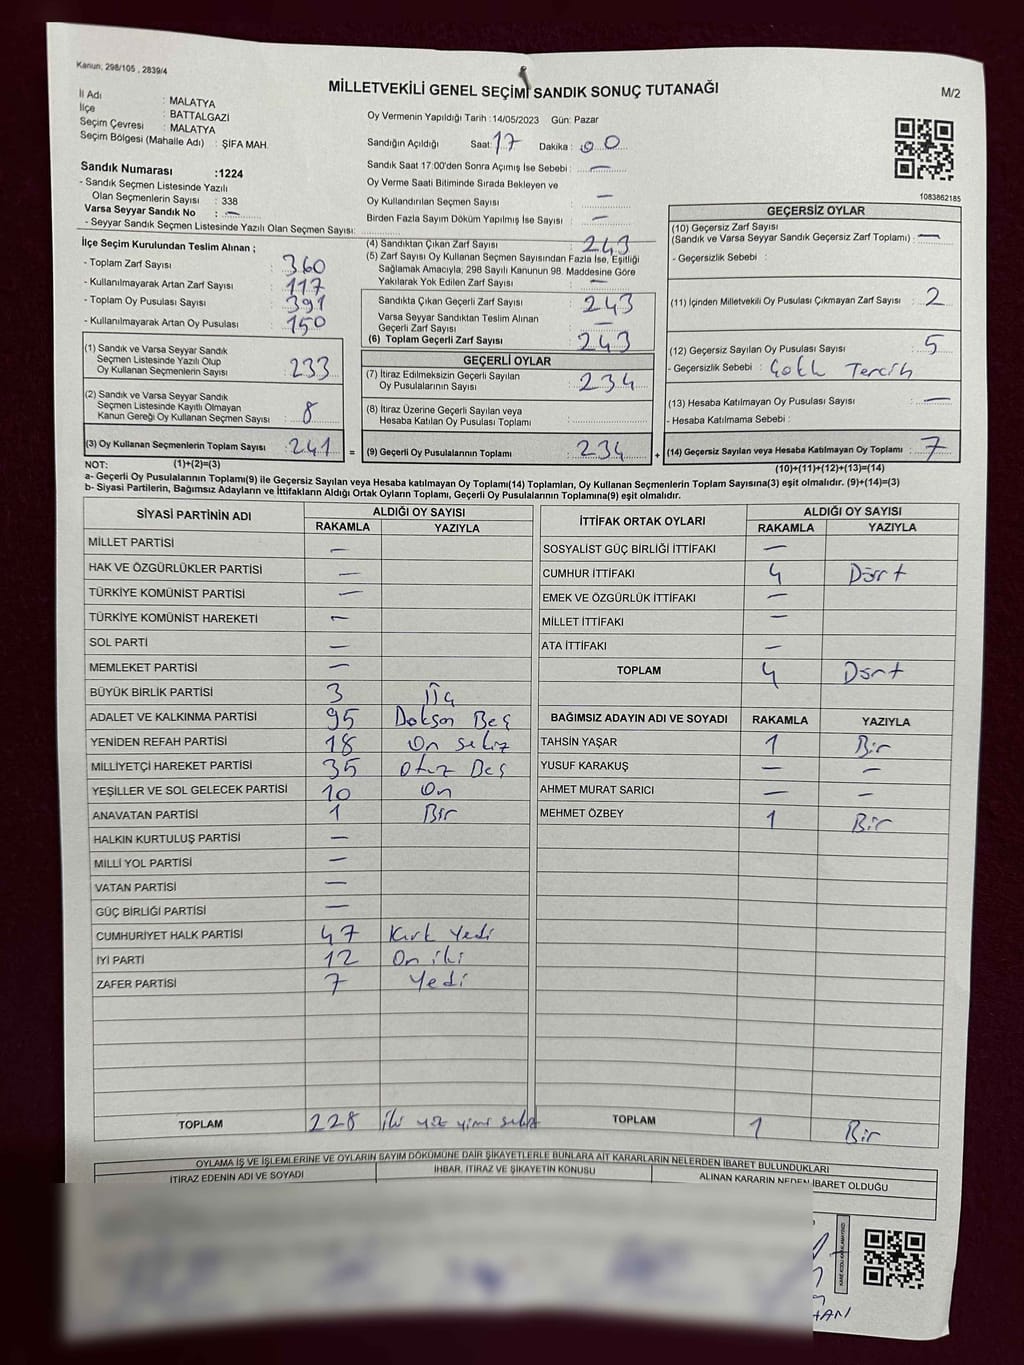 Kanun; 298/105 , 2839/4
MİLLETVEKİLİ GENEL SEÇİMİ SANDIK SONUÇ TUTANAĞI
M/2
İl Adı : MALATYA
İlçe : BATTALGAZİ
Seçim Çevresi : MALATYA
Seçim Bölgesi (Mahalle Adı) : ŞİFA MAH.
Sandık Numarası :1224
- Sandık Seçmen Listesinde Yazılı
Olan Seçmenlerin Sayısı : 338
Varsa Seyyar Sandık No : —
- Seyyar Sandık Seçmen Listesinde Yazılı Olan Seçmen Sayısı:
Oy Vermenin Yapıldığı Tarih : 14/05/2023 Gün: Pazar
Sandığın Açıldığı Saat: 17 Dakika : 00
Sandık Saat 17:00'den Sonra Açımış İse Sebebi : —
Oy Verme Saati Bitiminde Sırada Bekleyen ve
Oy Kullandırılan Seçmen Sayısı —
Birden Fazla Sayım Döküm Yapılmış İse Sayısı : —
1083862185
İlçe Seçim Kurulundan Teslim Alınan ;
- Toplam Zarf Sayısı : 360
- Kullanılmayarak Artan Zarf Sayısı : 117
- Toplam Oy Pusulası Sayısı : 391
- Kullanılmayarak Artan Oy Pusulası : 150
(1) Sandık ve Varsa Seyyar Sandık
Seçmen Listesinde Yazılı Olup
Oy Kullanan Seçmenlerin Sayısı : 233
(2) Sandık ve Varsa Seyyar Sandık
Seçmen Listesinde Kayıtlı Olmayan
Kanun Gereği Oy Kullanan Seçmen Sayısı : 8
(3) Oy Kullanan Seçmenlerin Toplam Sayısı : 241 =
(4) Sandıktan Çıkan Zarf Sayısı : 243
(5) Zarf Sayısı Oy Kullanan Seçmen Sayısından Fazla İse, Eşitliği
Sağlamak Amacıyla, 298 Sayılı Kanunun 98. Maddesine Göre
Yakılarak Yok Edilen Zarf Sayısı : —
Sandıkta Çıkan Geçerli Zarf Sayısı : 243
Varsa Seyyar Sandıktan Teslim Alınan
Geçerli Zarf Sayısı : —
(6) Toplam Geçerli Zarf Sayısı : 243
GEÇERLİ OYLAR
(7) İtiraz Edilmeksizin Geçerli Sayılan
Oy Pusulalarının Sayısı : 234
(8) İtiraz Üzerine Geçerli Sayılan veya
Hesaba Katılan Oy Pusulası Toplamı :
(9) Geçerli Oy Pusulalarının Toplamı : 234 +
GEÇERSİZ OYLAR
(10) Geçersiz Zarf Sayısı
(Sandık ve Varsa Seyyar Sandık Geçersiz Zarf Toplamı) : —
- Geçersizlik Sebebi :
(11) İçinden Milletvekili Oy Pusulası Çıkmayan Zarf Sayısı : 2
(12) Geçersiz Sayılan Oy Pusulası Sayısı : 5
- Geçersizlik Sebebi : Çoklu Tercih
(13) Hesaba Katılmayan Oy Pusulası Sayısı : —
- Hesaba Katılmama Sebebi :
(14) Geçersiz Sayılan veya Hesaba Katılmayan Oy Toplamı : 7
NOT: (1)+(2)=(3)
(10)+(11)+(12)+(13)=(14)
a- Geçerli Oy Pusulalarının Toplamı(9) ile Geçersiz Sayılan veya Hesaba katılmayan Oy Toplamı(14) Toplamları, Oy Kullanan Seçmenlerin Toplam Sayısına(3) eşit olmalıdır. (9)+(14)=(3)
b- Siyasi Partilerin, Bağımsız Adayların ve İttifakların Aldığı Ortak Oyların Toplamı, Geçerli Oy Pusulalarının Toplamına(9) eşit olmalıdır.
SİYASİ PARTİNİN ADI ALDIĞI OY SAYISI
RAKAMLA YAZIYLA
MİLLET PARTİSİ —
HAK VE ÖZGÜRLÜKLER PARTİSİ —
TÜRKİYE KOMÜNİST PARTİSİ —
TÜRKİYE KOMÜNİST HAREKETİ —
SOL PARTİ —
MEMLEKET PARTİSİ —
BÜYÜK BİRLİK PARTİSİ 3 Üç
ADALET VE KALKINMA PARTİSİ 95 Doksan Beş
YENİDEN REFAH PARTİSİ 18 On sekiz
MİLLİYETÇİ HAREKET PARTİSİ 35 Otuz Beş
YEŞİLLER VE SOL GELECEK PARTİSİ 10 On
ANAVATAN PARTİSİ 1 Bir
HALKIN KURTULUŞ PARTİSİ —
MİLLİ YOL PARTİSİ —
VATAN PARTİSİ —
GÜÇ BİRLİĞİ PARTİSİ —
CUMHURİYET HALK PARTİSİ 47 Kırk Yedi
İYİ PARTİ 12 On iki
ZAFER PARTİSİ 7 Yedi
TOPLAM 228 İki yüz yirmi sekiz
İTTİFAK ORTAK OYLARI ALDIĞI OY SAYISI
RAKAMLA YAZIYLA
SOSYALİST GÜÇ BİRLİĞİ İTTİFAKI —
CUMHUR İTTİFAKI 4 Dört
EMEK VE ÖZGÜRLÜK İTTİFAKI —
MİLLET İTTİFAKI —
ATA İTTİFAKI —
TOPLAM 4 Dört
BAĞIMSIZ ADAYIN ADI VE SOYADI RAKAMLA YAZIYLA
TAHSİN YAŞAR 1 Bir
YUSUF KARAKUŞ — —
AHMET MURAT SARICI — —
MEHMET ÖZBEY 1 Bir
TOPLAM 1 Bir
OYLAMA İŞ VE İŞLEMLERİNE VE OYLARIN SAYIM DÖKÜMÜNE DAİR ŞİKAYETLERLE BUNLARA AİT KARARLARIN NELERDEN İBARET BULUNDUKLARI
İTİRAZ EDENİN ADI VE SOYADI İHBAR, İTİRAZ VE ŞİKAYETİN KONUSU ALINAN KARARIN NEDEN İBARET OLDUĞU